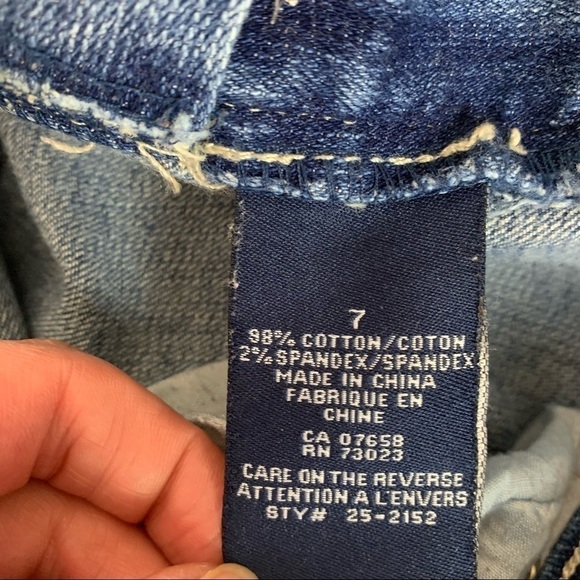 7
98% COTTON/COTON
2% SPANDEX/SPANDEX
MADE IN CHINA
FABRIQUE EN
CHINE
CA 07658
RN 73023
CARE ON THE REVERSE
ATTENTION A L'ENVERS
STY# 25-2152